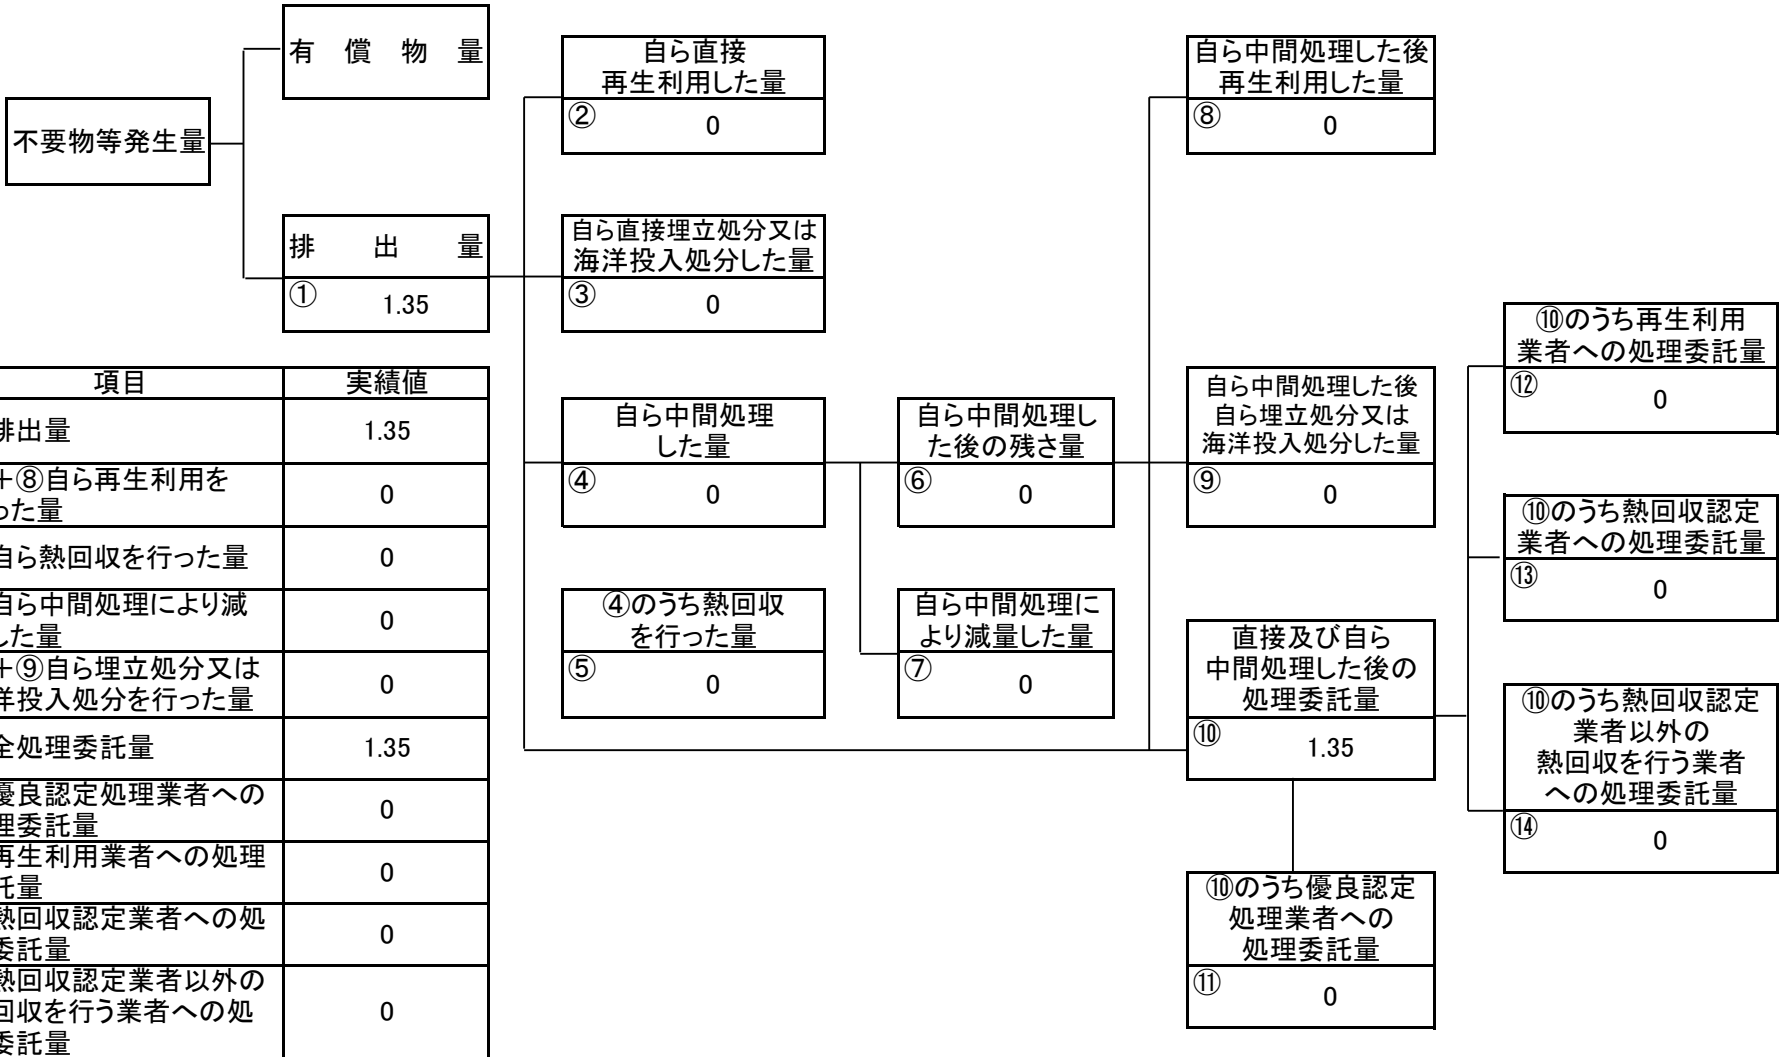 有償物量
不要物等発生量
排出量
① 1.35
自ら直接
再生利用した量
② 0
自ら直接埋立処分又は
海洋投入処分した量
③ 0
自ら中間処理
した量
④ 0
④のうち熱回収
を行った量
⑤ 0
自ら中間処理し
た後の残さ量
⑥ 0
自ら中間処理に
より減量した量
⑦ 0
自ら中間処理した後
再生利用した量
⑧ 0
自ら中間処理した後
自ら埋立処分又は
海洋投入処分した量
⑨ 0
直接及び自ら
中間処理した後の
処理委託量
⑩ 1.35
⑩のうち優良認定
処理業者への
処理委託量
⑪ 0
⑩のうち再生利用
業者への処理委託量
⑫ 0
⑩のうち熱回収認定
業者への処理委託量
⑬ 0
⑩のうち熱回収認定
業者以外の
熱回収を行う業者
への処理委託量
⑭ 0
項目 実績値
排出量 1.35
+⑧自ら再生利用を
った量 0
自ら熱回収を行った量 0
自ら中間処理により減
した量 0
+⑨自ら埋立処分又は
洋投入処分を行った量 0
全処理委託量 1.35
優良認定処理業者への
理委託量 0
再生利用業者への処理
託量 0
熱回収認定業者への処
委託量 0
熱回収認定業者以外の
回収を行う業者への処
委託量 0